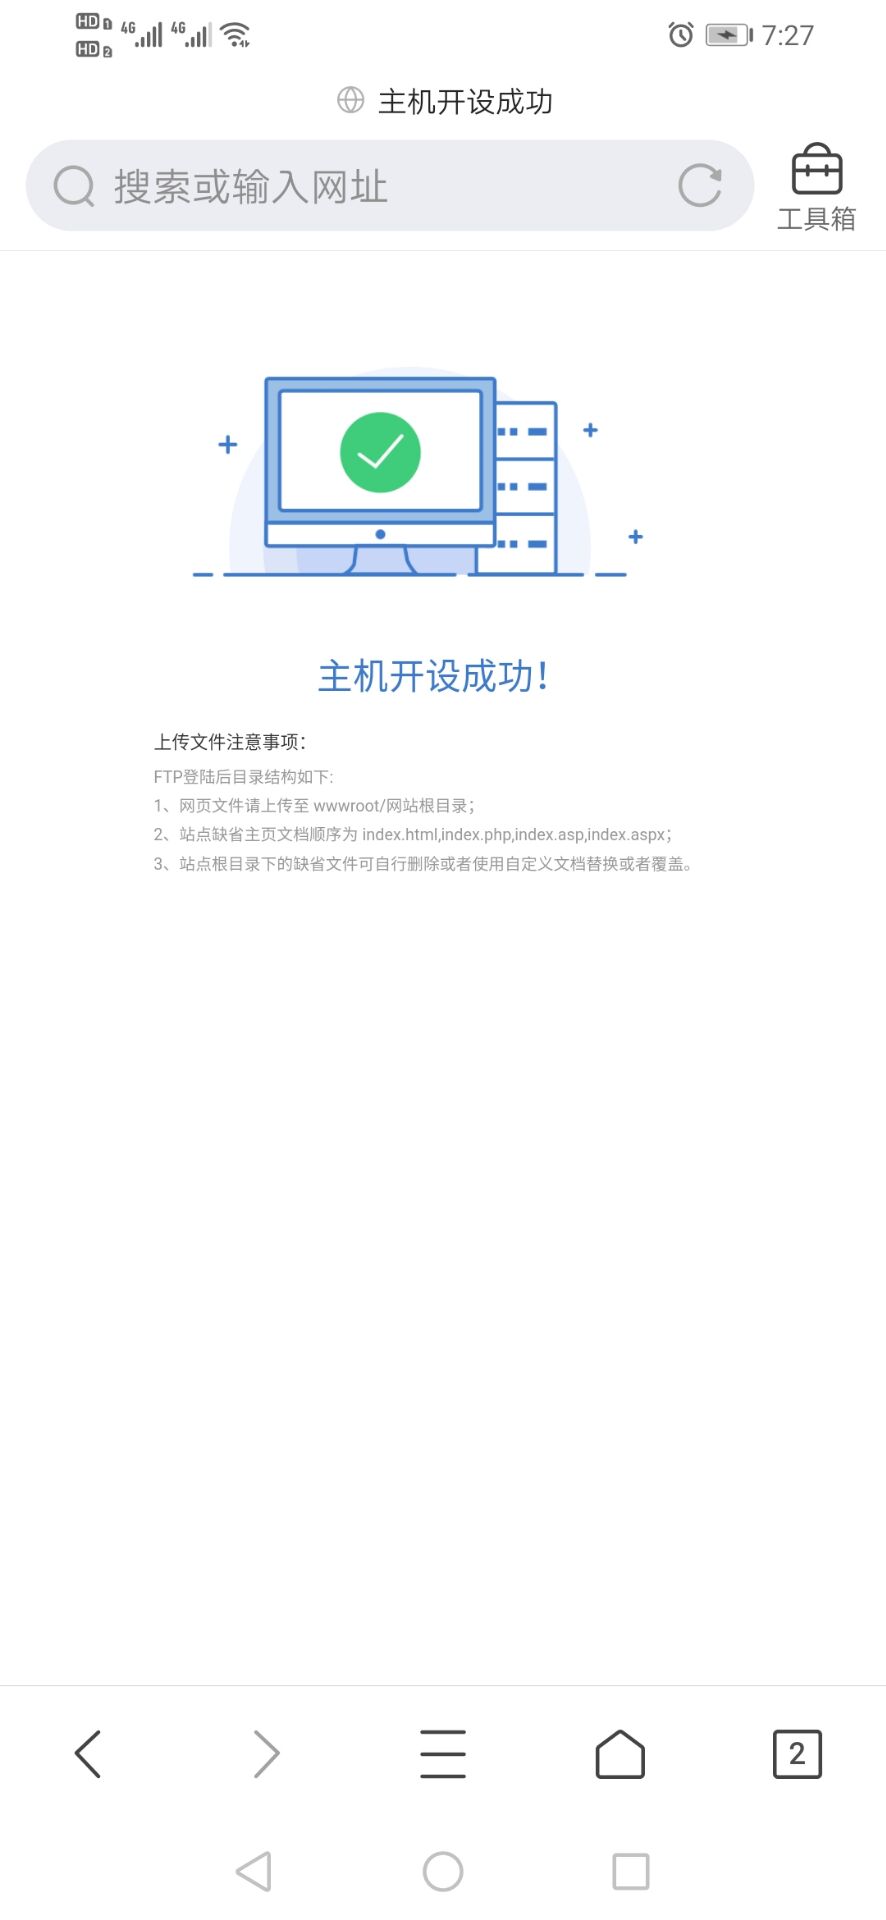 HD 1 4G 4G
HD 2
7:27
主机开设成功
搜索或输入网址
工具箱
主机开设成功！
上传文件注意事项：
FTP登陆后目录结构如下:
1、网页文件请上传至 wwwroot/网站根目录；
2、站点缺省主页文档顺序为 index.html,index.php,index.asp,index.aspx；
3、站点根目录下的缺省文件可自行删除或者使用自定义文档替换或者覆盖。
2